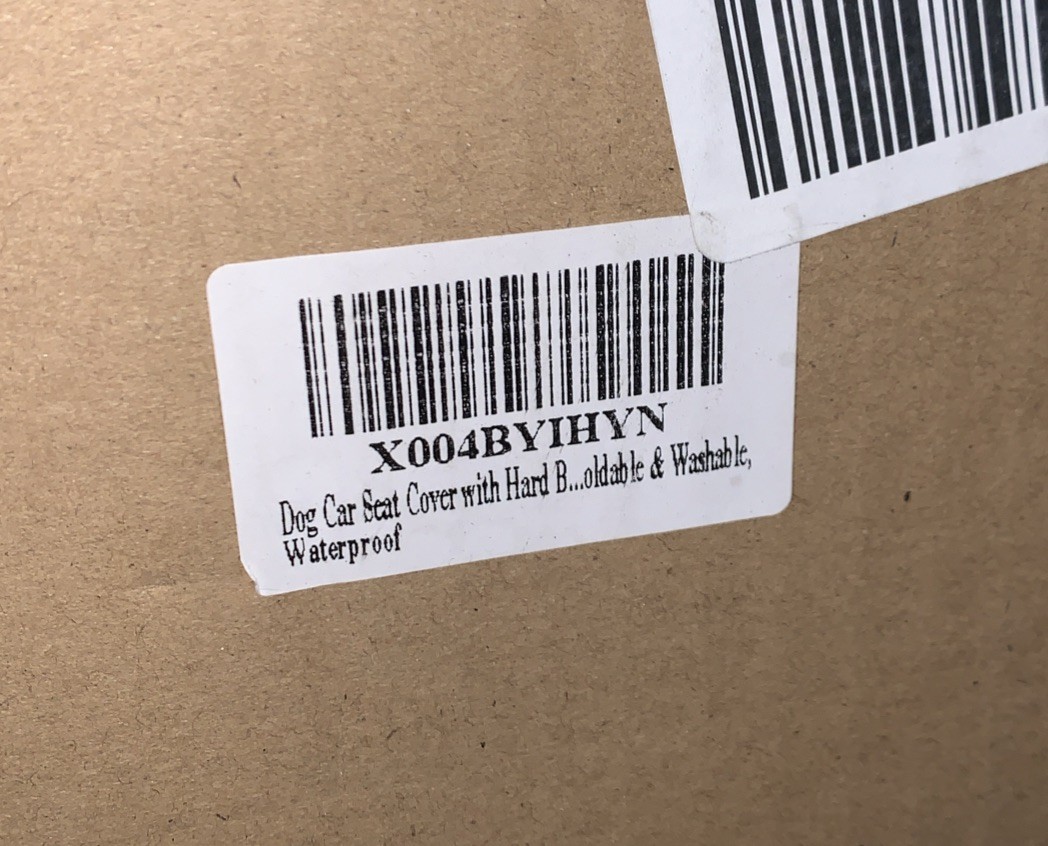 X004BYIHYN
Dog Car Seat Cover with Hard B...oldable & Washable,
Waterproof